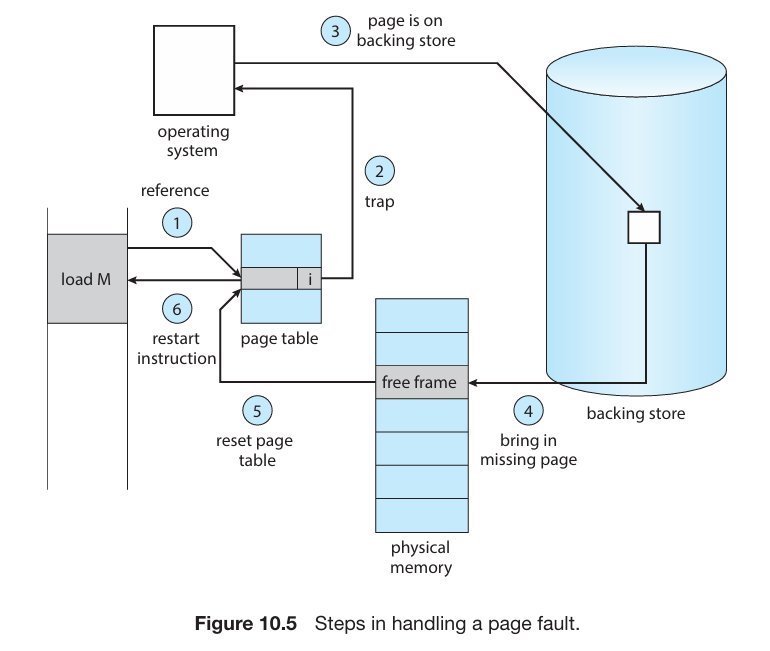 3
page is on
backing store
operating
system
2
trap
reference
1
load M
i
6
restart
instruction
page table
free frame
5
reset page
table
4
bring in
missing page
backing store
physical
memory
Figure 10.5 Steps in handling a page fault.